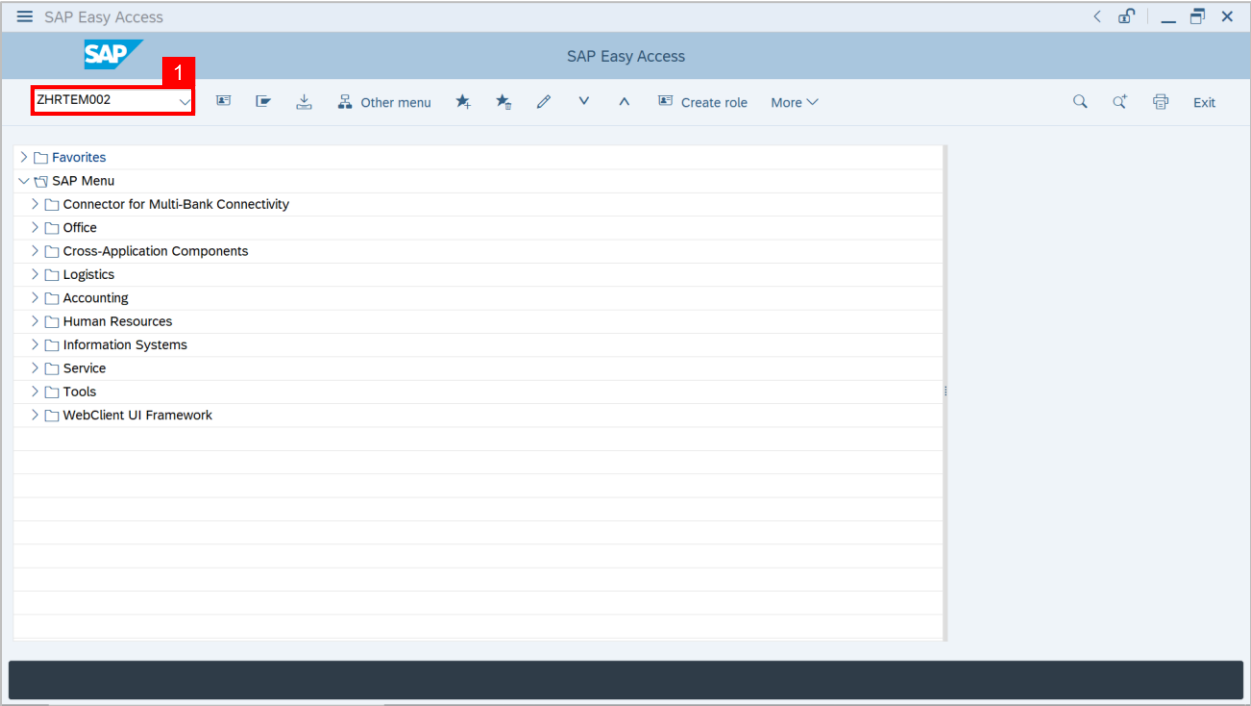 SAP Easy Access
SAP
SAP Easy Access
1
ZHRTEM002
Other menu
Create role
More
Exit
Favorites
SAP Menu
Connector for Multi-Bank Connectivity
Office
Cross-Application Components
Logistics
Accounting
Human Resources
Information Systems
Service
Tools
WebClient UI Framework